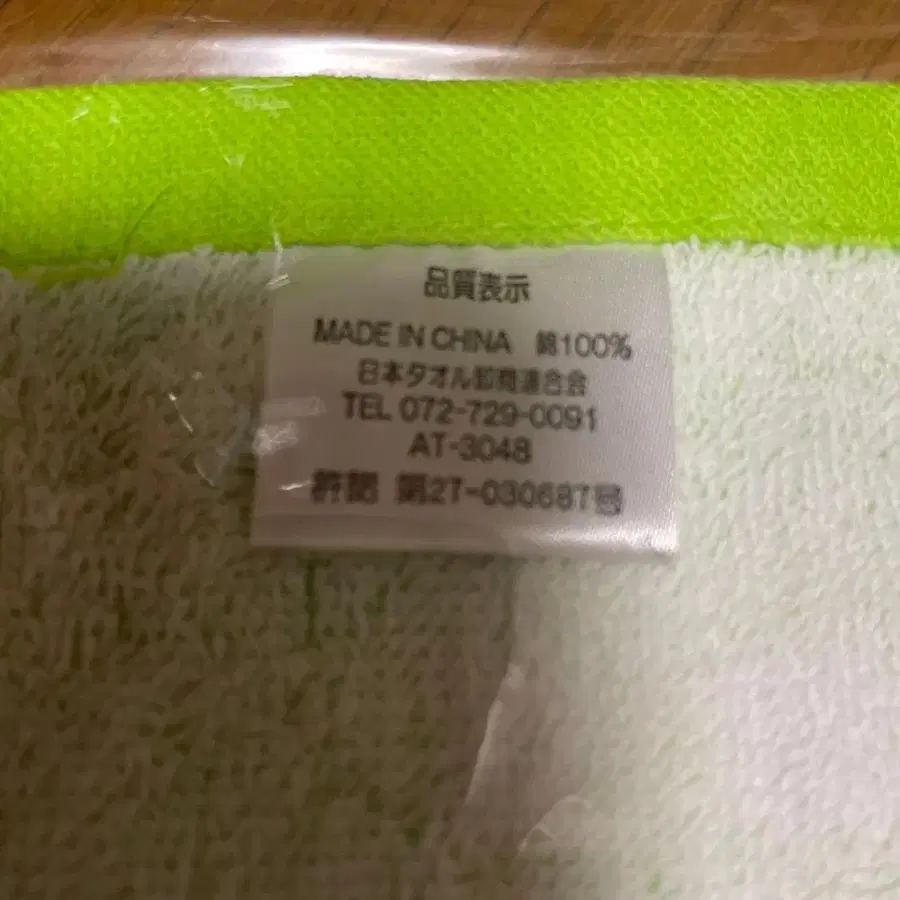 品質表示
MADE IN CHINA 綿100%
日本タオル卸商連合会
TEL 072-729-0091
AT-3048
許諾 第2T-030687号